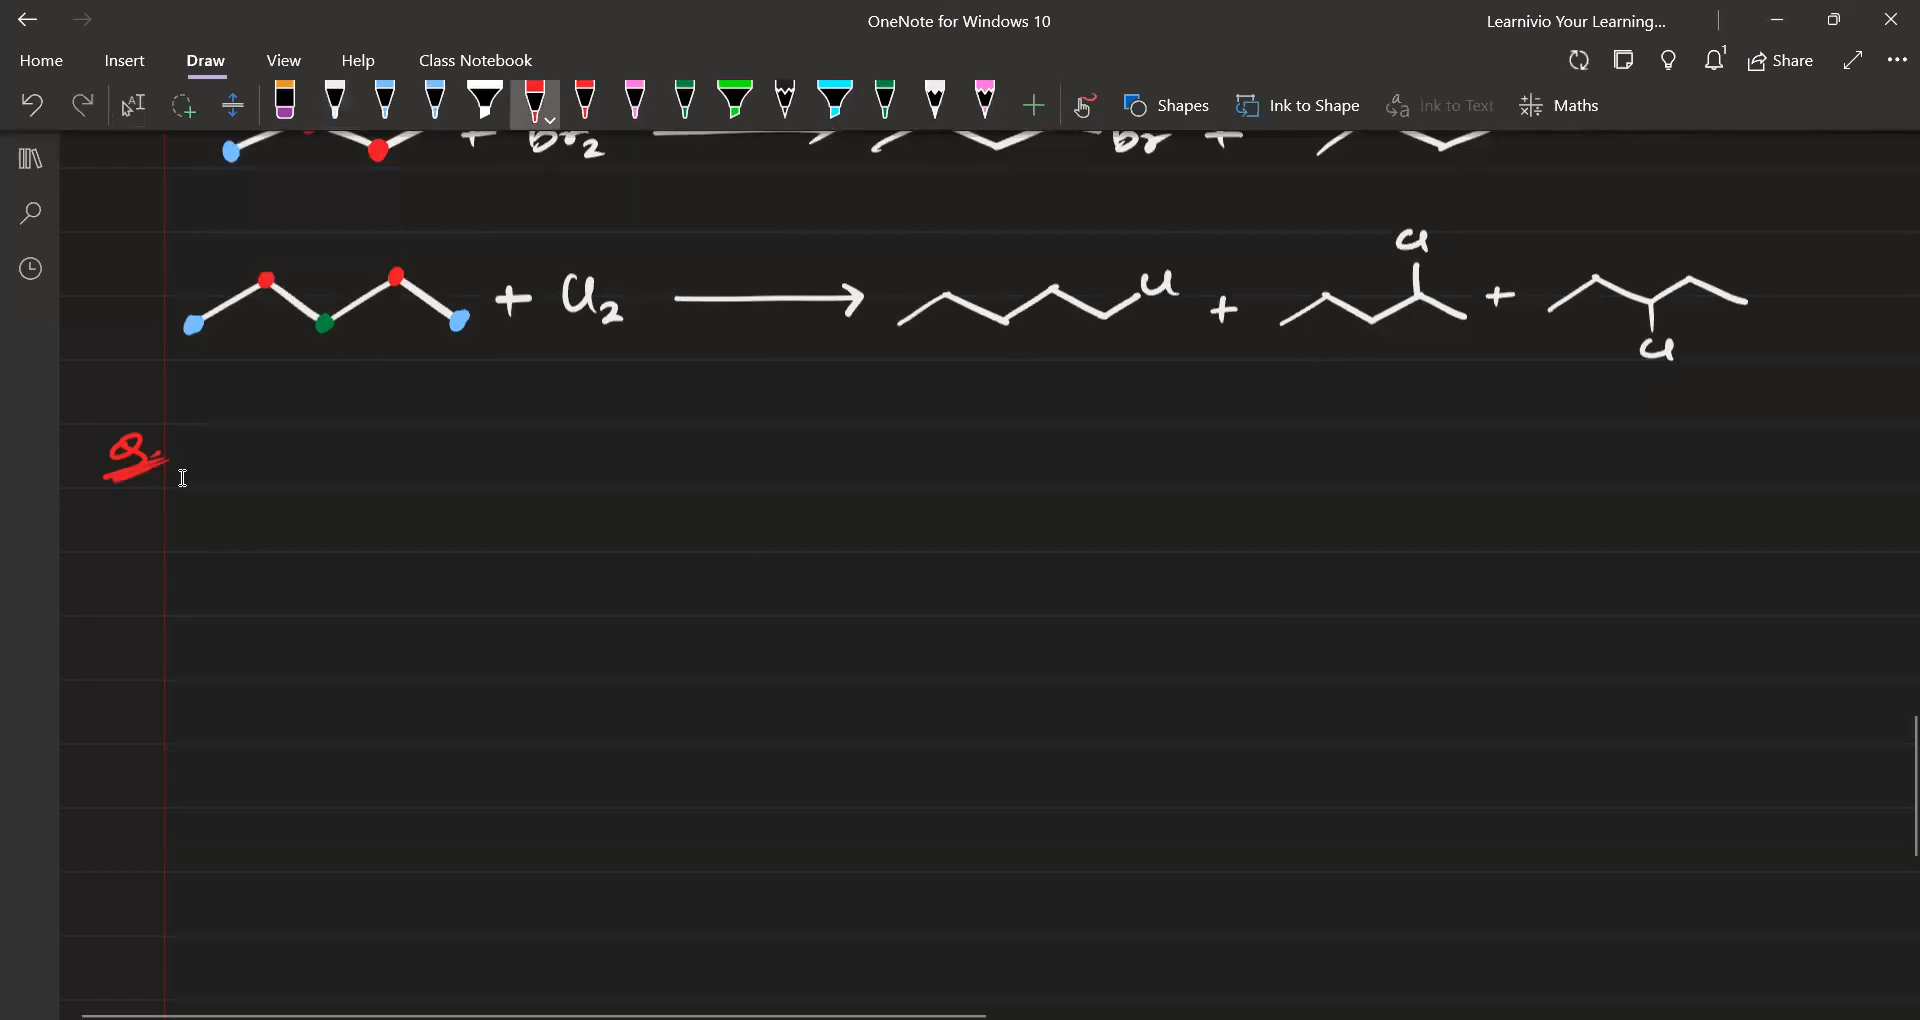 OneNote for Windows 10
Learnivio Your Learning...
Home Insert Draw View Help Class Notebook
1
Share
Shapes Ink to Shape Ink to Text Maths
+ Br2 Br +
Cl
+ Cl2 Cl + +
Cl
Q.